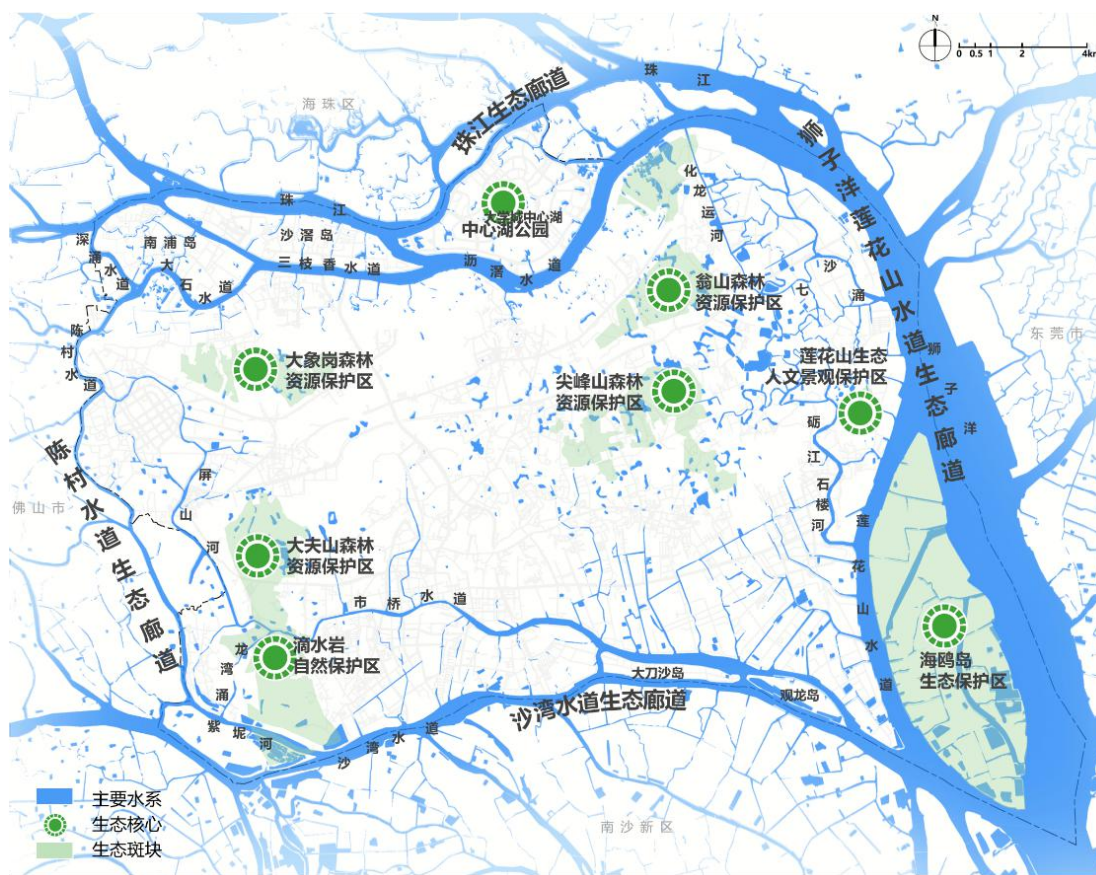 N
0 0.5 1 2 4km
海珠区
珠江生态廊道
珠江
狮子洋莲花山水道生态廊道
化龙运河
大学城中心湖
中心湖公园
珠江
沙滘岛
南浦岛
深涌水道
大石水道
三枝香水道
沥滘水道
七沙涌
翁山森林
资源保护区
东莞市
陈村水道
大象岗森林
资源保护区
尖峰山森林
资源保护区
莲花山生态
人文景观保护区
狮子洋
砺江
石楼河
陈村水道生态廊道
屏山河
佛山市
莲花山水道
大夫山森林
资源保护区
市桥水道
滴水岩
自然保护区
龙湾涌
海鸥岛
生态保护区
大刀沙岛
观龙岛
沙湾水道生态廊道
紫坭河
沙湾水道
南沙新区
主要水系
生态核心
生态斑块